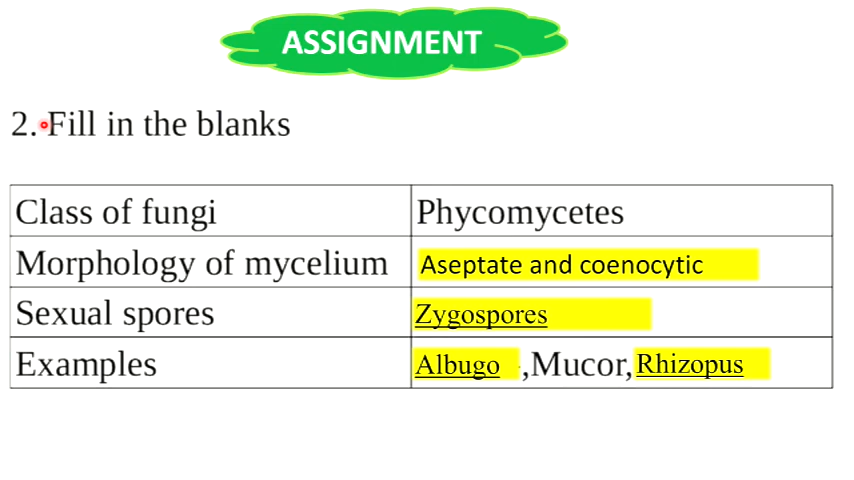 ASSIGNMENT
2. Fill in the blanks
Class of fungi Phycomycetes
Morphology of mycelium Aseptate and coenocytic
Sexual spores Zygospores
Examples Albugo ,Mucor, Rhizopus